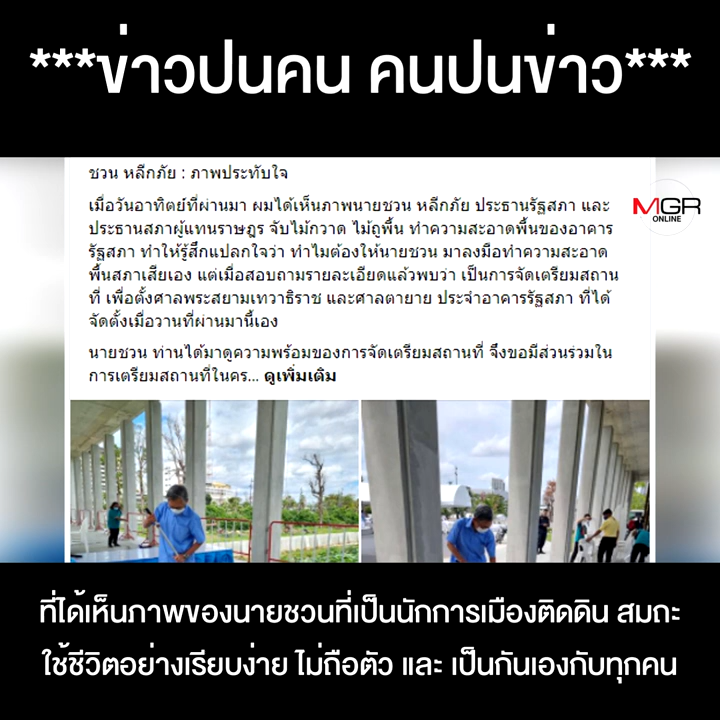 ***ข่าวปนคน คนปนข่าว***
ชวน หลีกภัย : ภาพประทับใจ
MGR
ONLINE
เมื่อวันอาทิตย์ที่ผ่านมา ผมได้เห็นภาพนายชวน หลีกภัย ประธานรัฐสภา และ
ประธานสภาผู้แทนราษฎร จับไม้กวาด ไม้ถูพื้น ทำความสะอาดพื้นของอาคาร
รัฐสภา ทำให้รู้สึกแปลกใจว่า ทำไมต้องให้นายชวน มาลงมือทำความสะอาด
พื้นสภาเสียเอง แต่เมื่อสอบถามรายละเอียดแล้วพบว่า เป็นการจัดเตรียมสถาน
ที่ เพื่อตั้งศาลพระสยามเทวาธิราช และศาลตายาย ประจำอาคารรัฐสภา ที่ได้
จัดตั้งเมื่อวานที่ผ่านมานี้เอง
นายชวน ท่านได้มาดูความพร้อมของการจัดเตรียมสถานที่ จึงขอมีส่วนร่วมใน
การเตรียมสถานที่ในคร... ดูเพิ่มเติม
ที่ได้เห็นภาพของนายชวนที่เป็นนักการเมืองติดดิน สมถะ
ใช้ชีวิตอย่างเรียบง่าย ไม่ถือตัว และ เป็นกันเองกับทุกคน